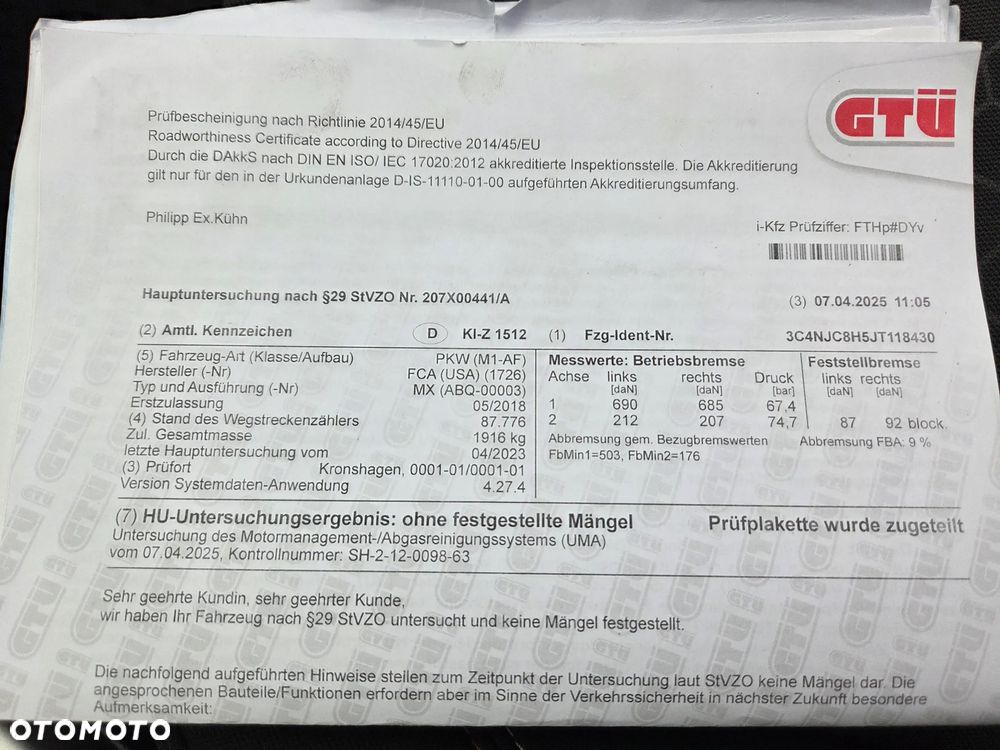 GTÜ
Prüfbescheinigung nach Richtlinie 2014/45/EU
Roadworthiness Certificate according to Directive 2014/45/EU
Durch die DAkkS nach DIN EN ISO/ IEC 17020:2012 akkreditierte Inspektionsstelle. Die Akkreditierung
gilt nur für den in der Urkundenanlage D-IS-11110-01-00 aufgeführten Akkreditierungsumfang.
Philipp Ex.Kühn
i-Kfz Prüfziffer: FTHp#DYv
Hauptuntersuchung nach §29 StVZO Nr. 207X00441/A (3) 07.04.2025 11:05
(2) Amtl. Kennzeichen D KI-Z 1512 (1) Fzg-Ident-Nr. 3C4NJC8H5JT118430
(5) Fahrzeug-Art (Klasse/Aufbau) PKW (M1-AF)
Hersteller (-Nr) FCA (USA) (1726)
Typ und Ausführung (-Nr) MX (ABQ-00003)
Erstzulassung 05/2018
(4) Stand des Wegstreckenzählers 87.776
Zul. Gesamtmasse 1916 kg
letzte Hauptuntersuchung vom 04/2023
(3) Prüfort Kronshagen, 0001-01/0001-01
Version Systemdaten-Anwendung 4.27.4
Messwerte: Betriebsbremse Feststellbremse
Achse links rechts Druck links rechts
[daN] [daN] [bar] [daN] [daN]
1 690 685 67,4
2 212 207 74,7 87 92 block.
Abbremsung gem. Bezugbremswerten Abbremsung FBA: 9 %
FbMin1=503, FbMin2=176
(7) HU-Untersuchungsergebnis: ohne festgestellte Mängel Prüfplakette wurde zugeteilt
Untersuchung des Motormanagement-/Abgasreinigungssystems (UMA)
vom 07.04.2025, Kontrollnummer: SH-2-12-0098-63
Sehr geehrte Kundin, sehr geehrter Kunde,
wir haben Ihr Fahrzeug nach §29 StVZO untersucht und keine Mängel festgestellt.
Die nachfolgend aufgeführten Hinweise stellen zum Zeitpunkt der Untersuchung laut StVZO keine Mängel dar. Die
angesprochenen Bauteile/Funktionen erfordern aber im Sinne der Verkehrssicherheit in nächster Zukunft besondere
Aufmerksamkeit:
OTOMOTO